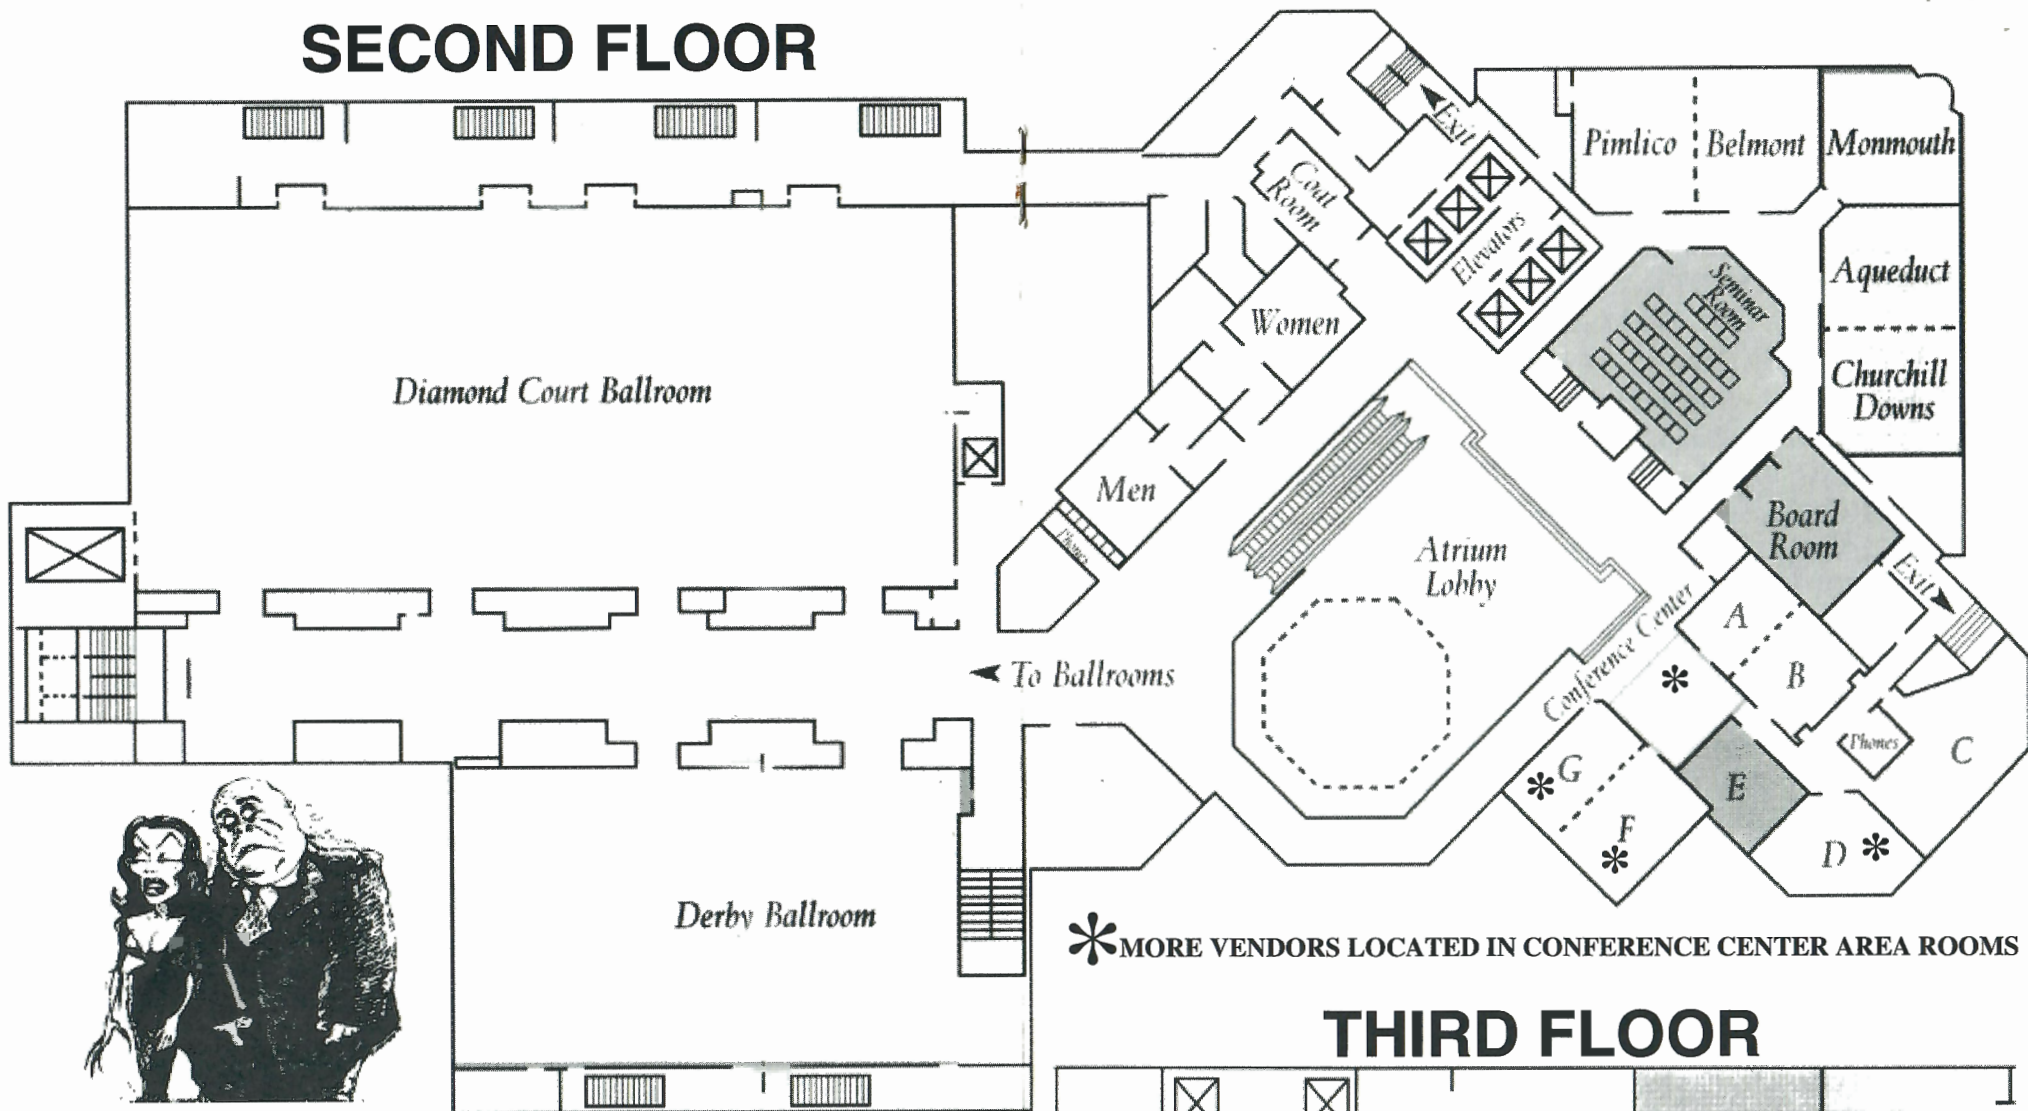 SECOND FLOOR
Exit
Pimlico
Belmont
Monmouth
Coat
Room
Elevators
Seminar
Room
Aqueduct
Women
Churchill
Downs
Diamond Court Ballroom
Men
Phones
Board
Room
Atrium
Lobby
Exit
Conference Center
A
To Ballrooms
B
*
Phones
C
G
*
E
F
*
D *
Derby Ballroom
*MORE VENDORS LOCATED IN CONFERENCE CENTER AREA ROOMS
THIRD FLOOR